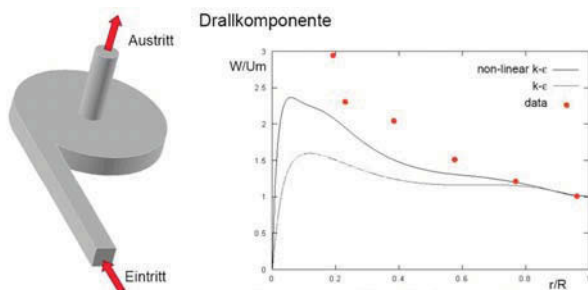 Austritt
Eintritt
Drallkomponente
W/Um
3
2.5
2
1.5
1
0.5
0
0.2
0.4
0.6
0.8
r/R
non-linear k-ε
k-ε
data